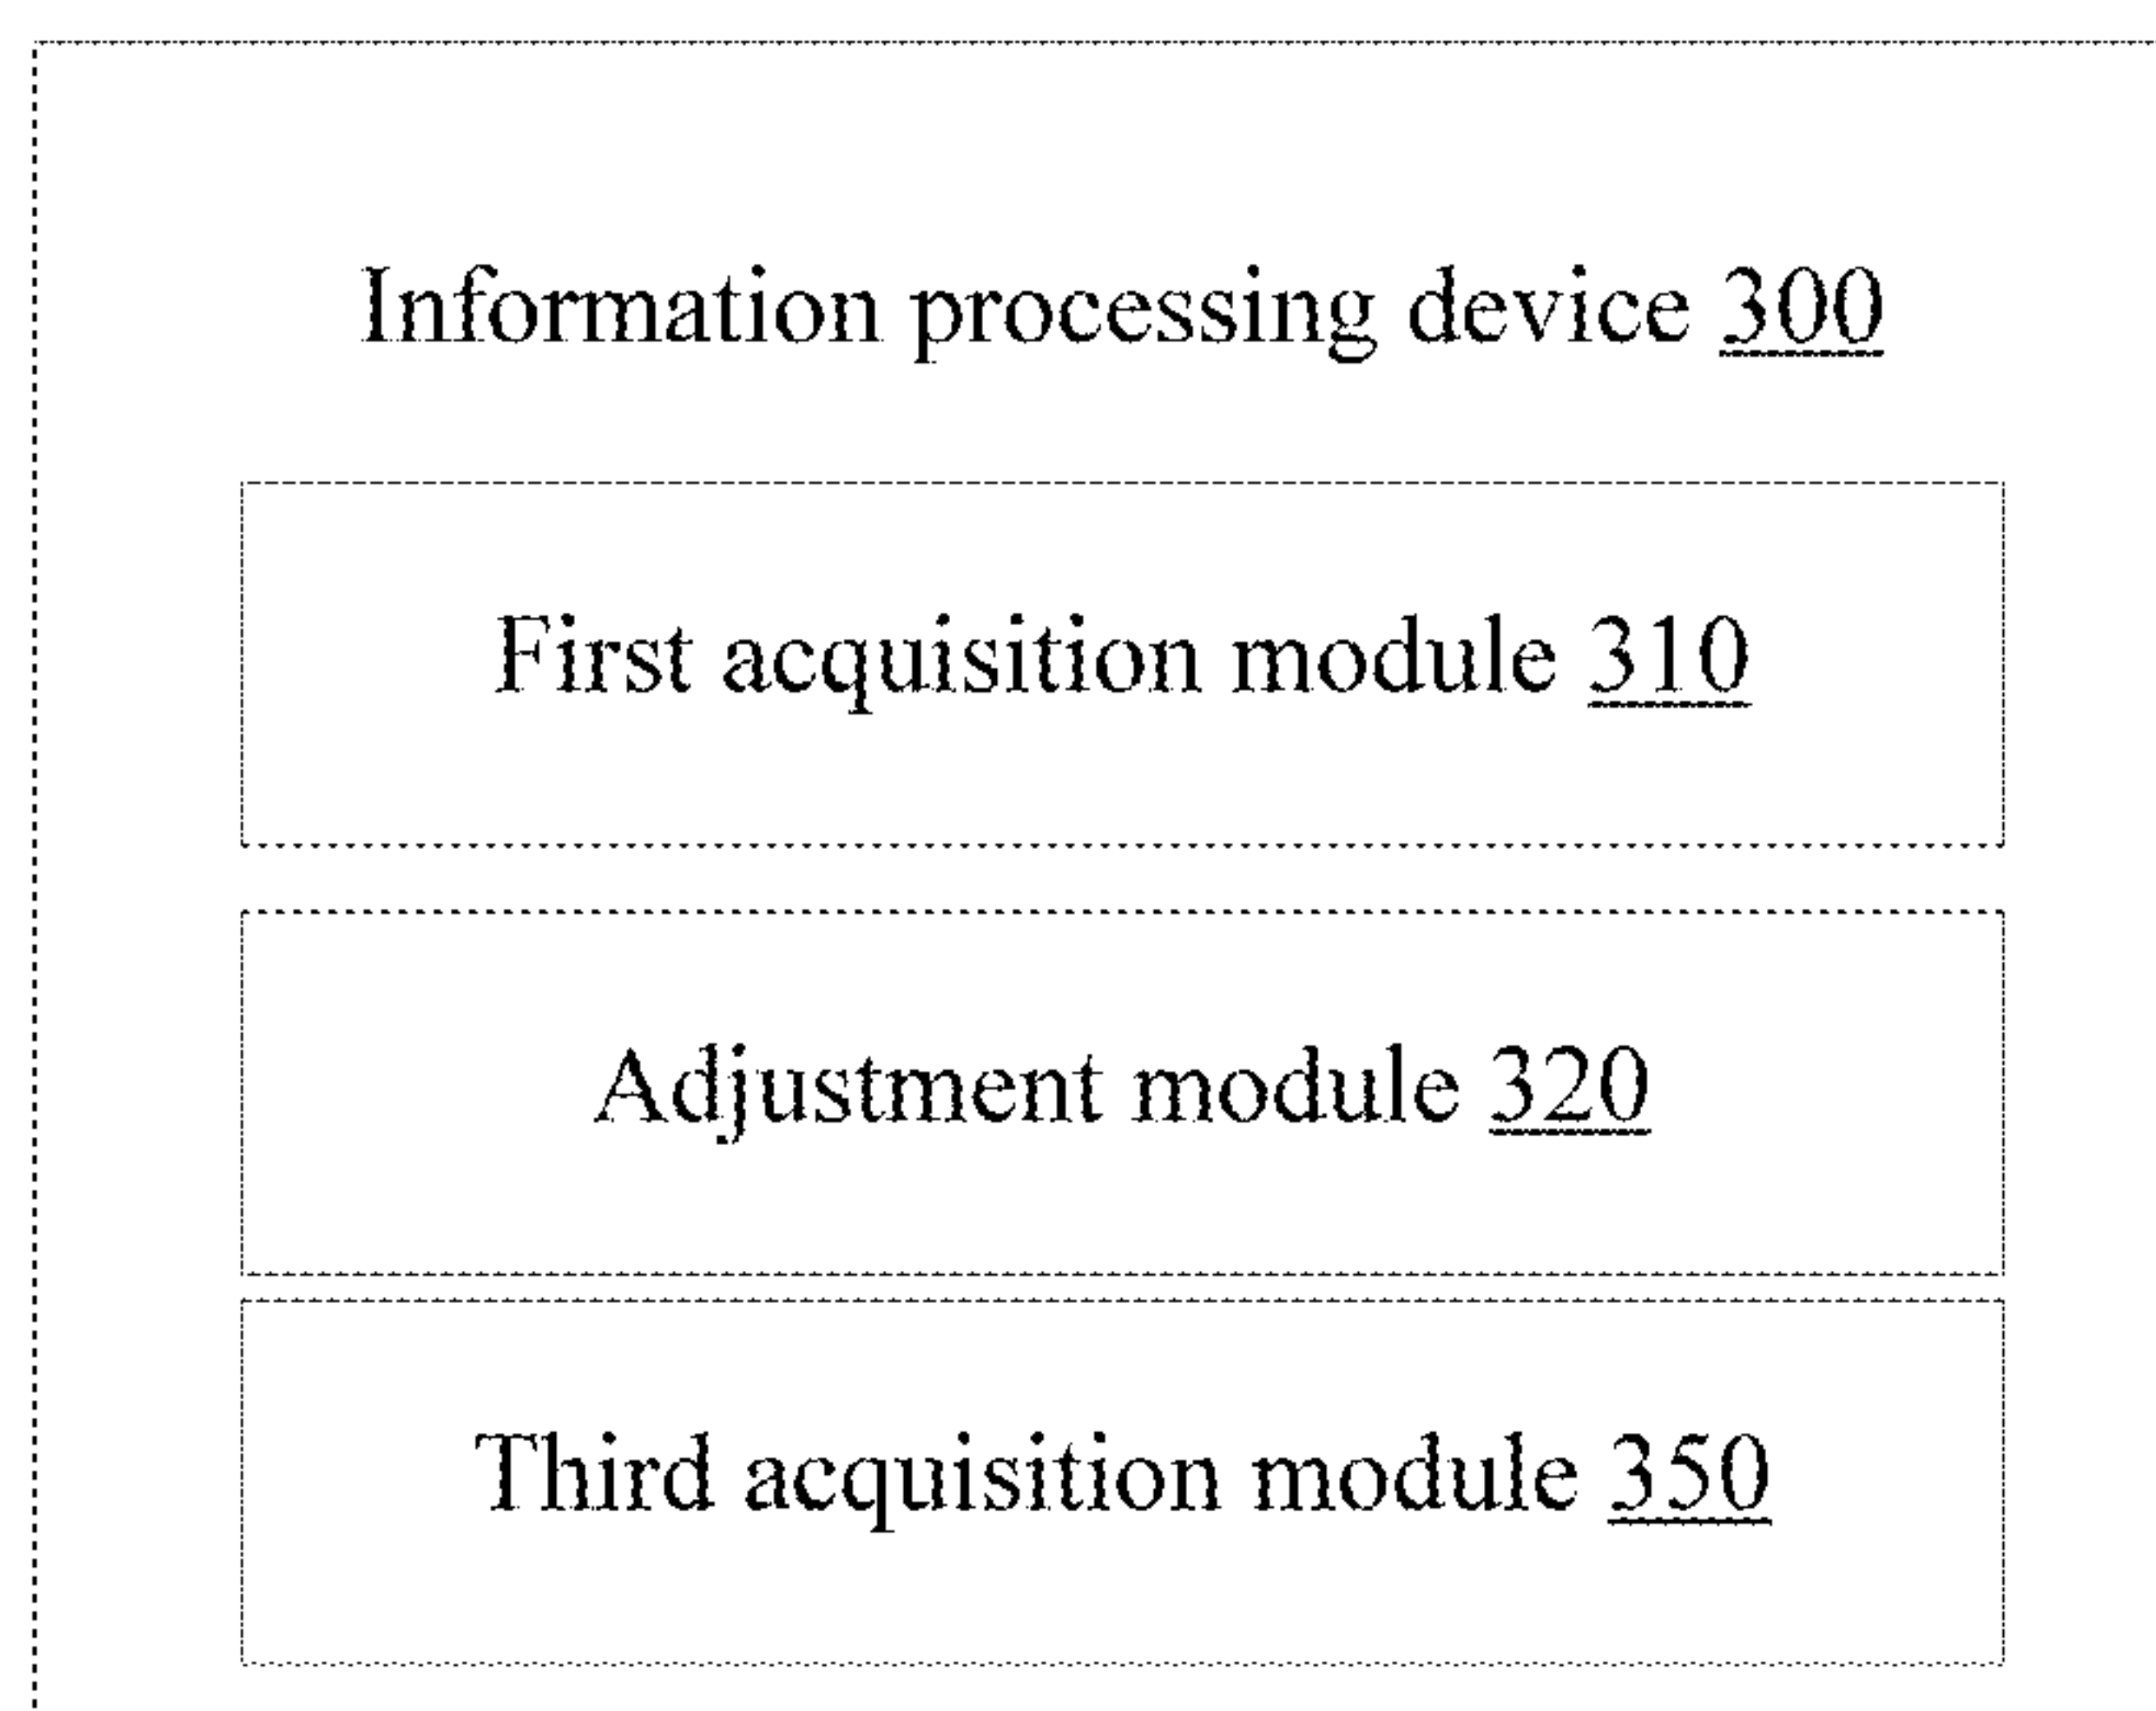 Information processing device 300
First acquisition module 310
Adjustment module 320
Third acquisition module 350